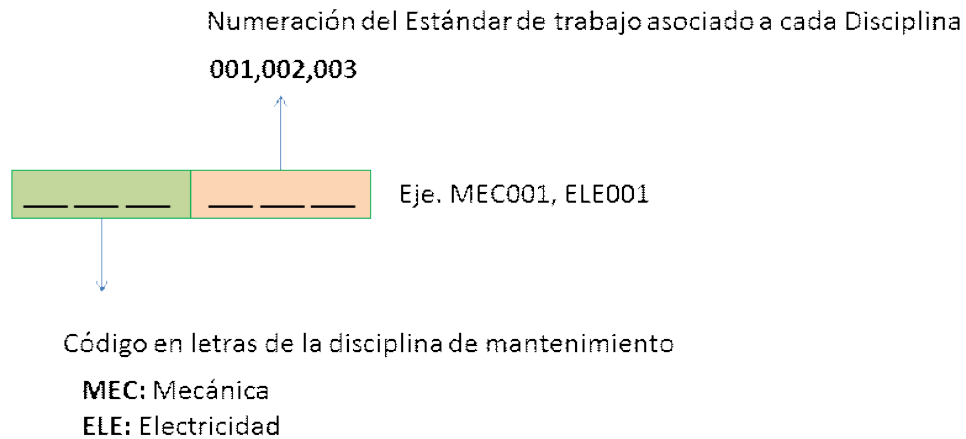 Numeración del Estándar de trabajo asociado a cada Disciplina
001,002,003
Eje. MEC001, ELE001
Código en letras de la disciplina de mantenimiento
MEC: Mecánica
ELE: Electricidad